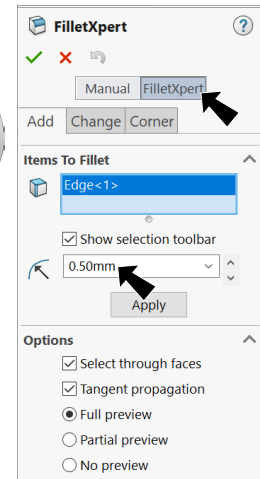 FilletXpert
?
Manual FilletXpert
Add Change Corner
Items To Fillet
Edge<1>
Show selection toolbar
0.50mm
Apply
Options
Select through faces
Tangent propagation
Full preview
Partial preview
No preview